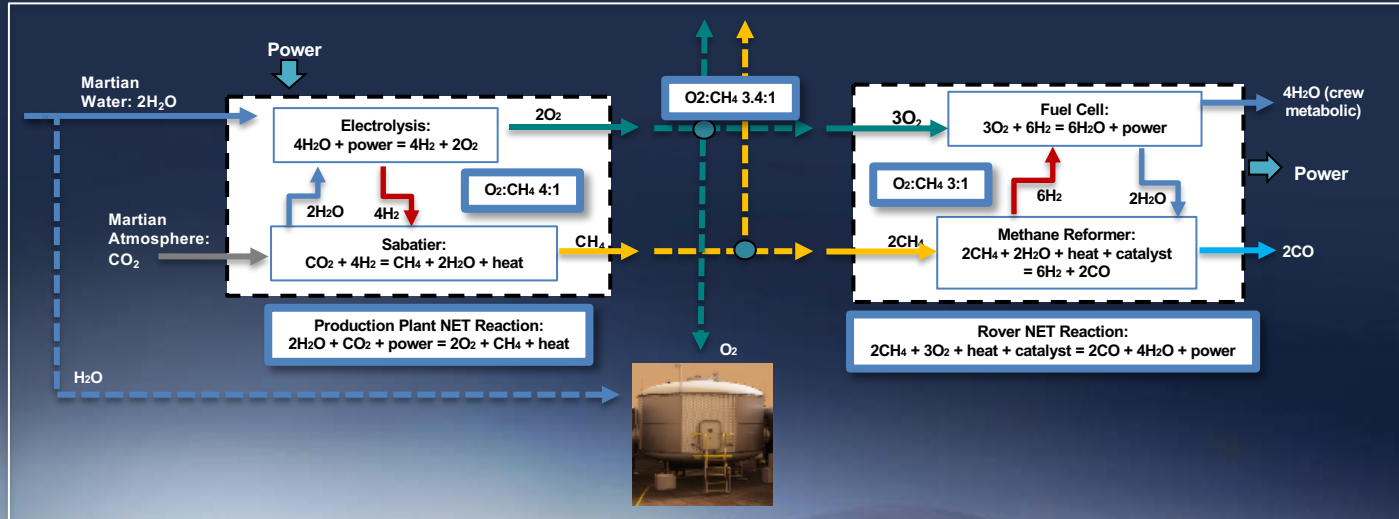 Power
Martian
Water: 2H₂O
Electrolysis:
4H₂O + power = 4H₂ + 2O₂
2O₂
O₂:CH₄ 4:1
2H₂O
4H₂
Martian
Atmosphere:
CO₂
Sabatier:
CO₂ + 4H₂ = CH₄ + 2H₂O + heat
CH₄
Production Plant NET Reaction:
2H₂O + CO₂ + power = 2O₂ + CH₄ + heat
H₂O
O2:CH₄ 3.4:1
O₂
3O₂
Fuel Cell:
3O₂ + 6H₂ = 6H₂O + power
4H₂O (crew
metabolic)
Power
O₂:CH₄ 3:1
6H₂
2H₂O
2CH₄
Methane Reformer:
2CH₄ + 2H₂O + heat + catalyst
= 6H₂ + 2CO
2CO
Rover NET Reaction:
2CH₄ + 3O₂ + heat + catalyst = 2CO + 4H₂O + power